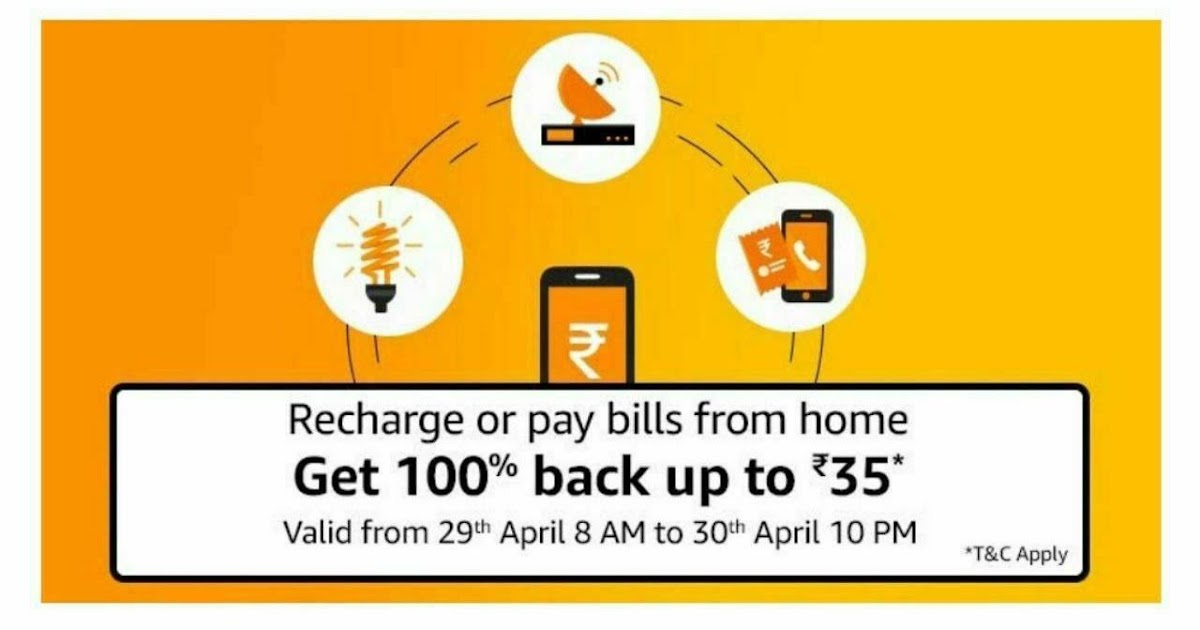 ₹
₹
Recharge or pay bills from home
Get 100% back up to ₹35*
Valid from 29th April 8 AM to 30th April 10 PM
*T&C Apply